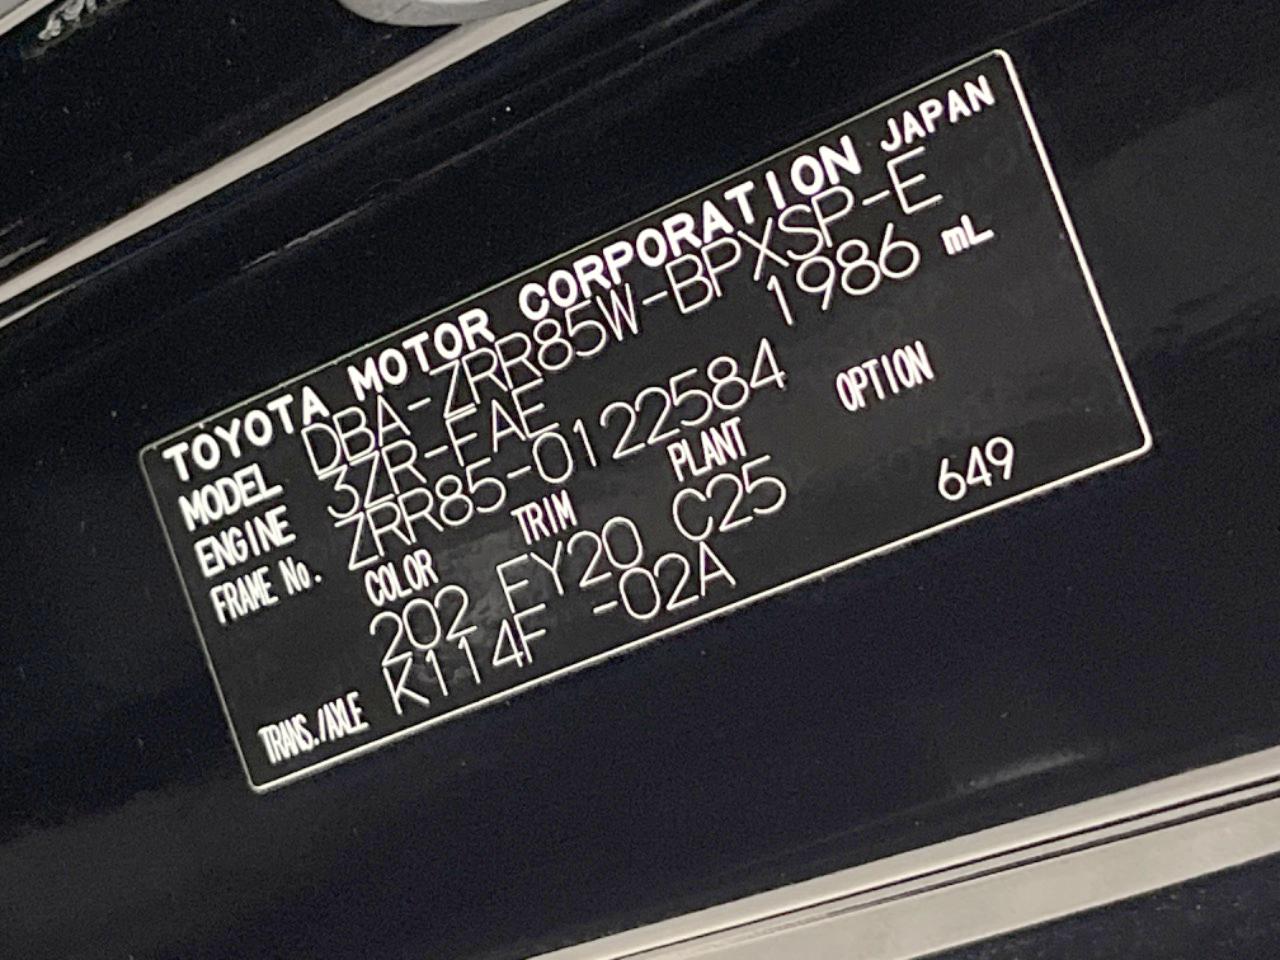 TOYOTA MOTOR CORPORATION JAPAN
MODEL DBA-ZRR85W-BPXSP-E
ENGINE 3ZR-FAE 1986 mL
FRAME No. ZRR85-0122584
COLOR TRIM PLANT OPTION
202 FY20 C25 649
TRANS./AXLE K114F -02A